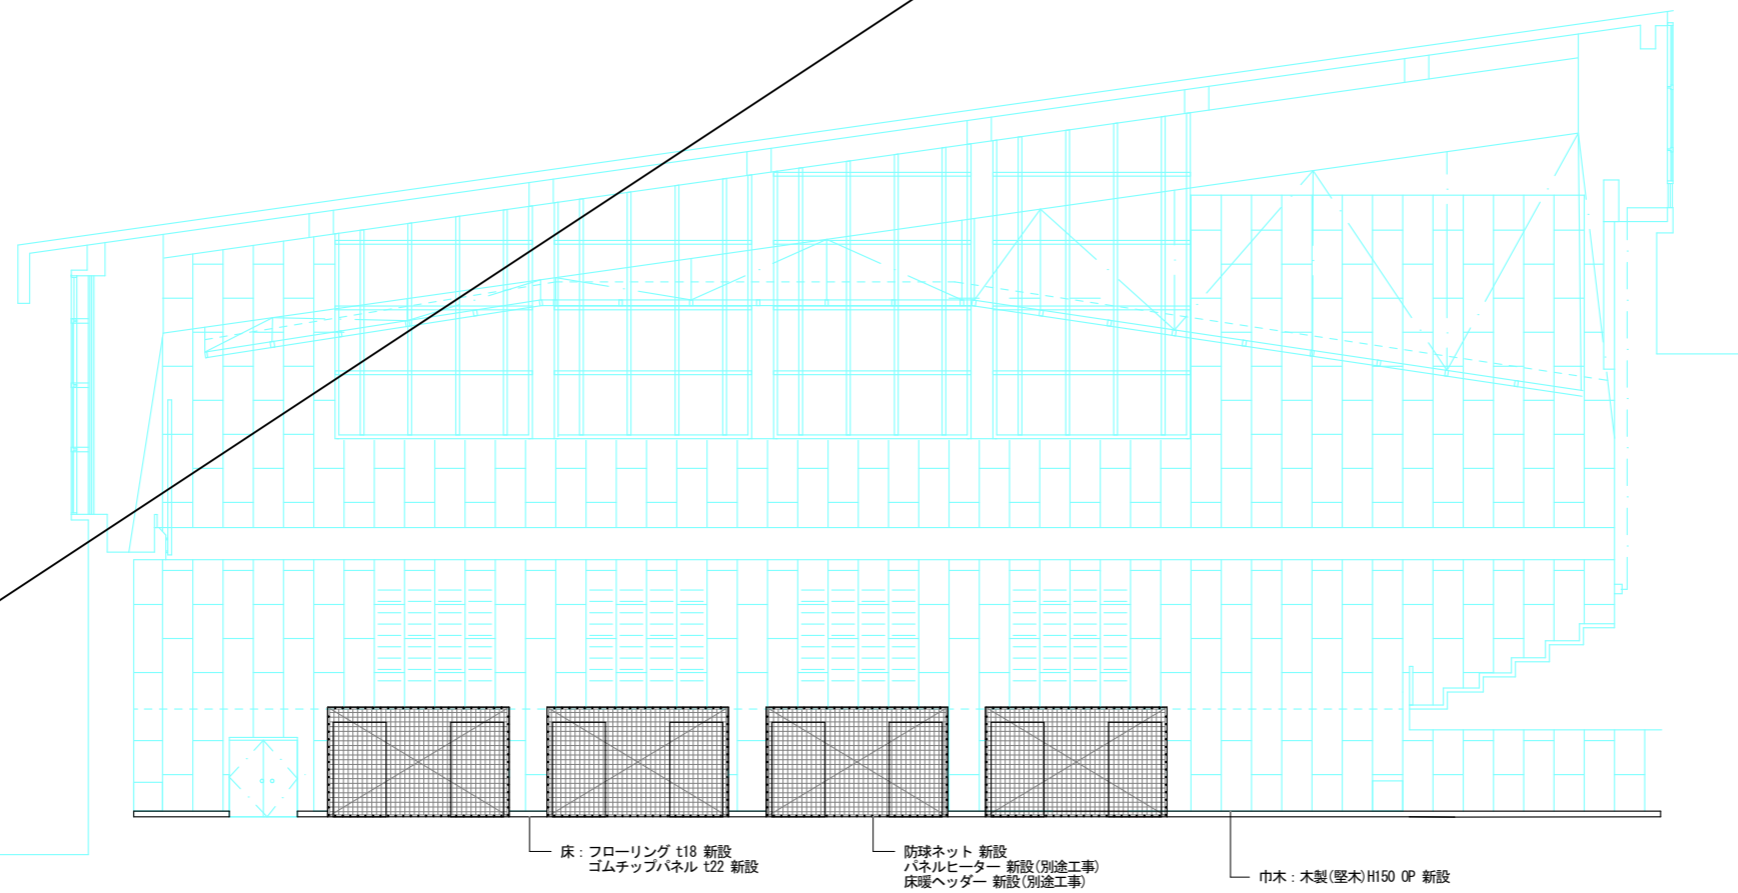 床：フローリング t18 新設
ゴムチップパネル t22 新設
防球ネット 新設
パネルヒーター 新設(別途工事)
床暖ヘッダー 新設(別途工事)
巾木：木製(堅木)H150 OP 新設